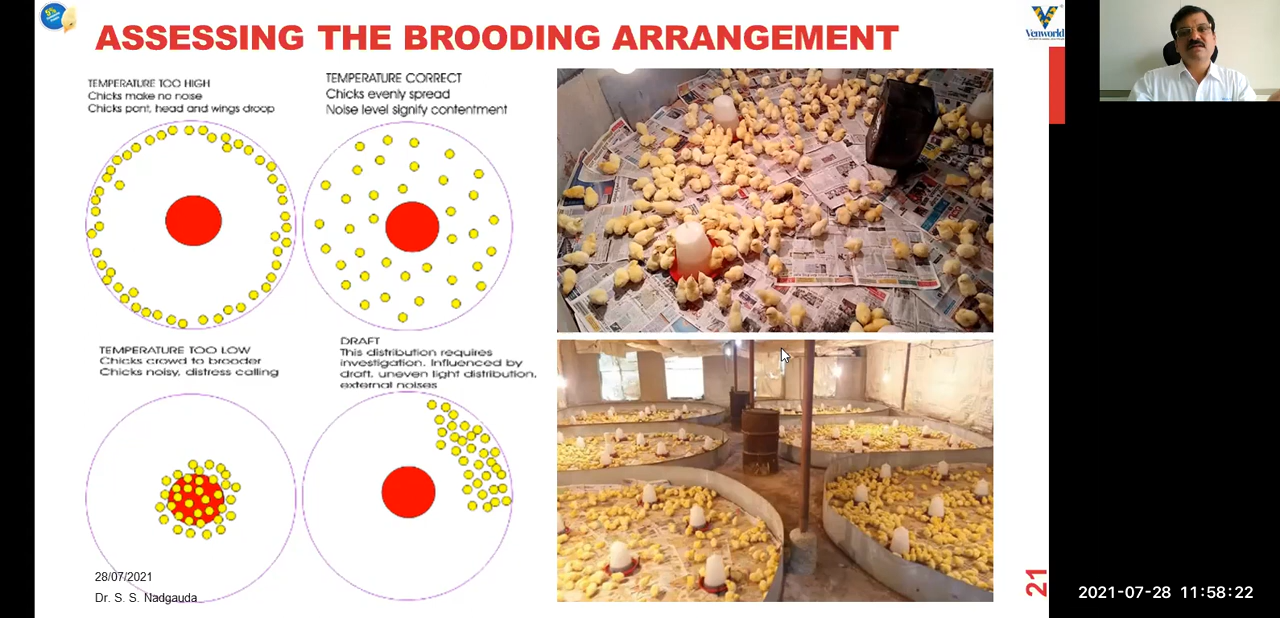 5%
ASSESSING THE BROODING ARRANGEMENT
Venworld
TEMPERATURE TOO HIGH
Chicks make no nose
Chicks pant, head and wings droop
TEMPERATURE CORRECT
Chicks evenly spread
Noise level signify contentment
TEMPERATURE TOO LOW
Chicks crowd to brooder
Chicks noisy, distress calling
DRAFT
This distribution requires
investigation. Influenced by
draft, uneven light distribution,
external noises
28/07/2021
Dr. S. S. Nadgauda
21
2021-07-28 11:58:22